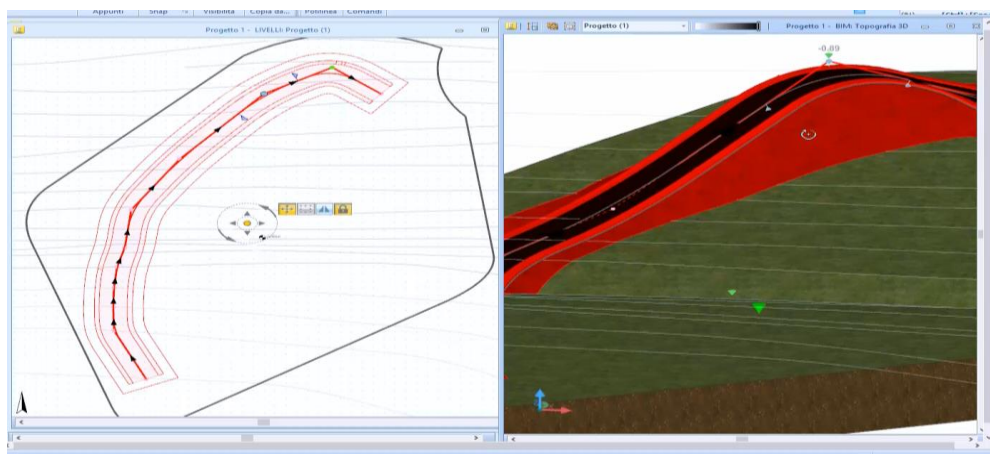 Appunti Snap Visibilità Copia da... Polilinea Comandi
Progetto 1 - LIVELLI: Progetto (1)
Progetto (1)
Progetto 1 - BIM: Topografia 3D
-0.09